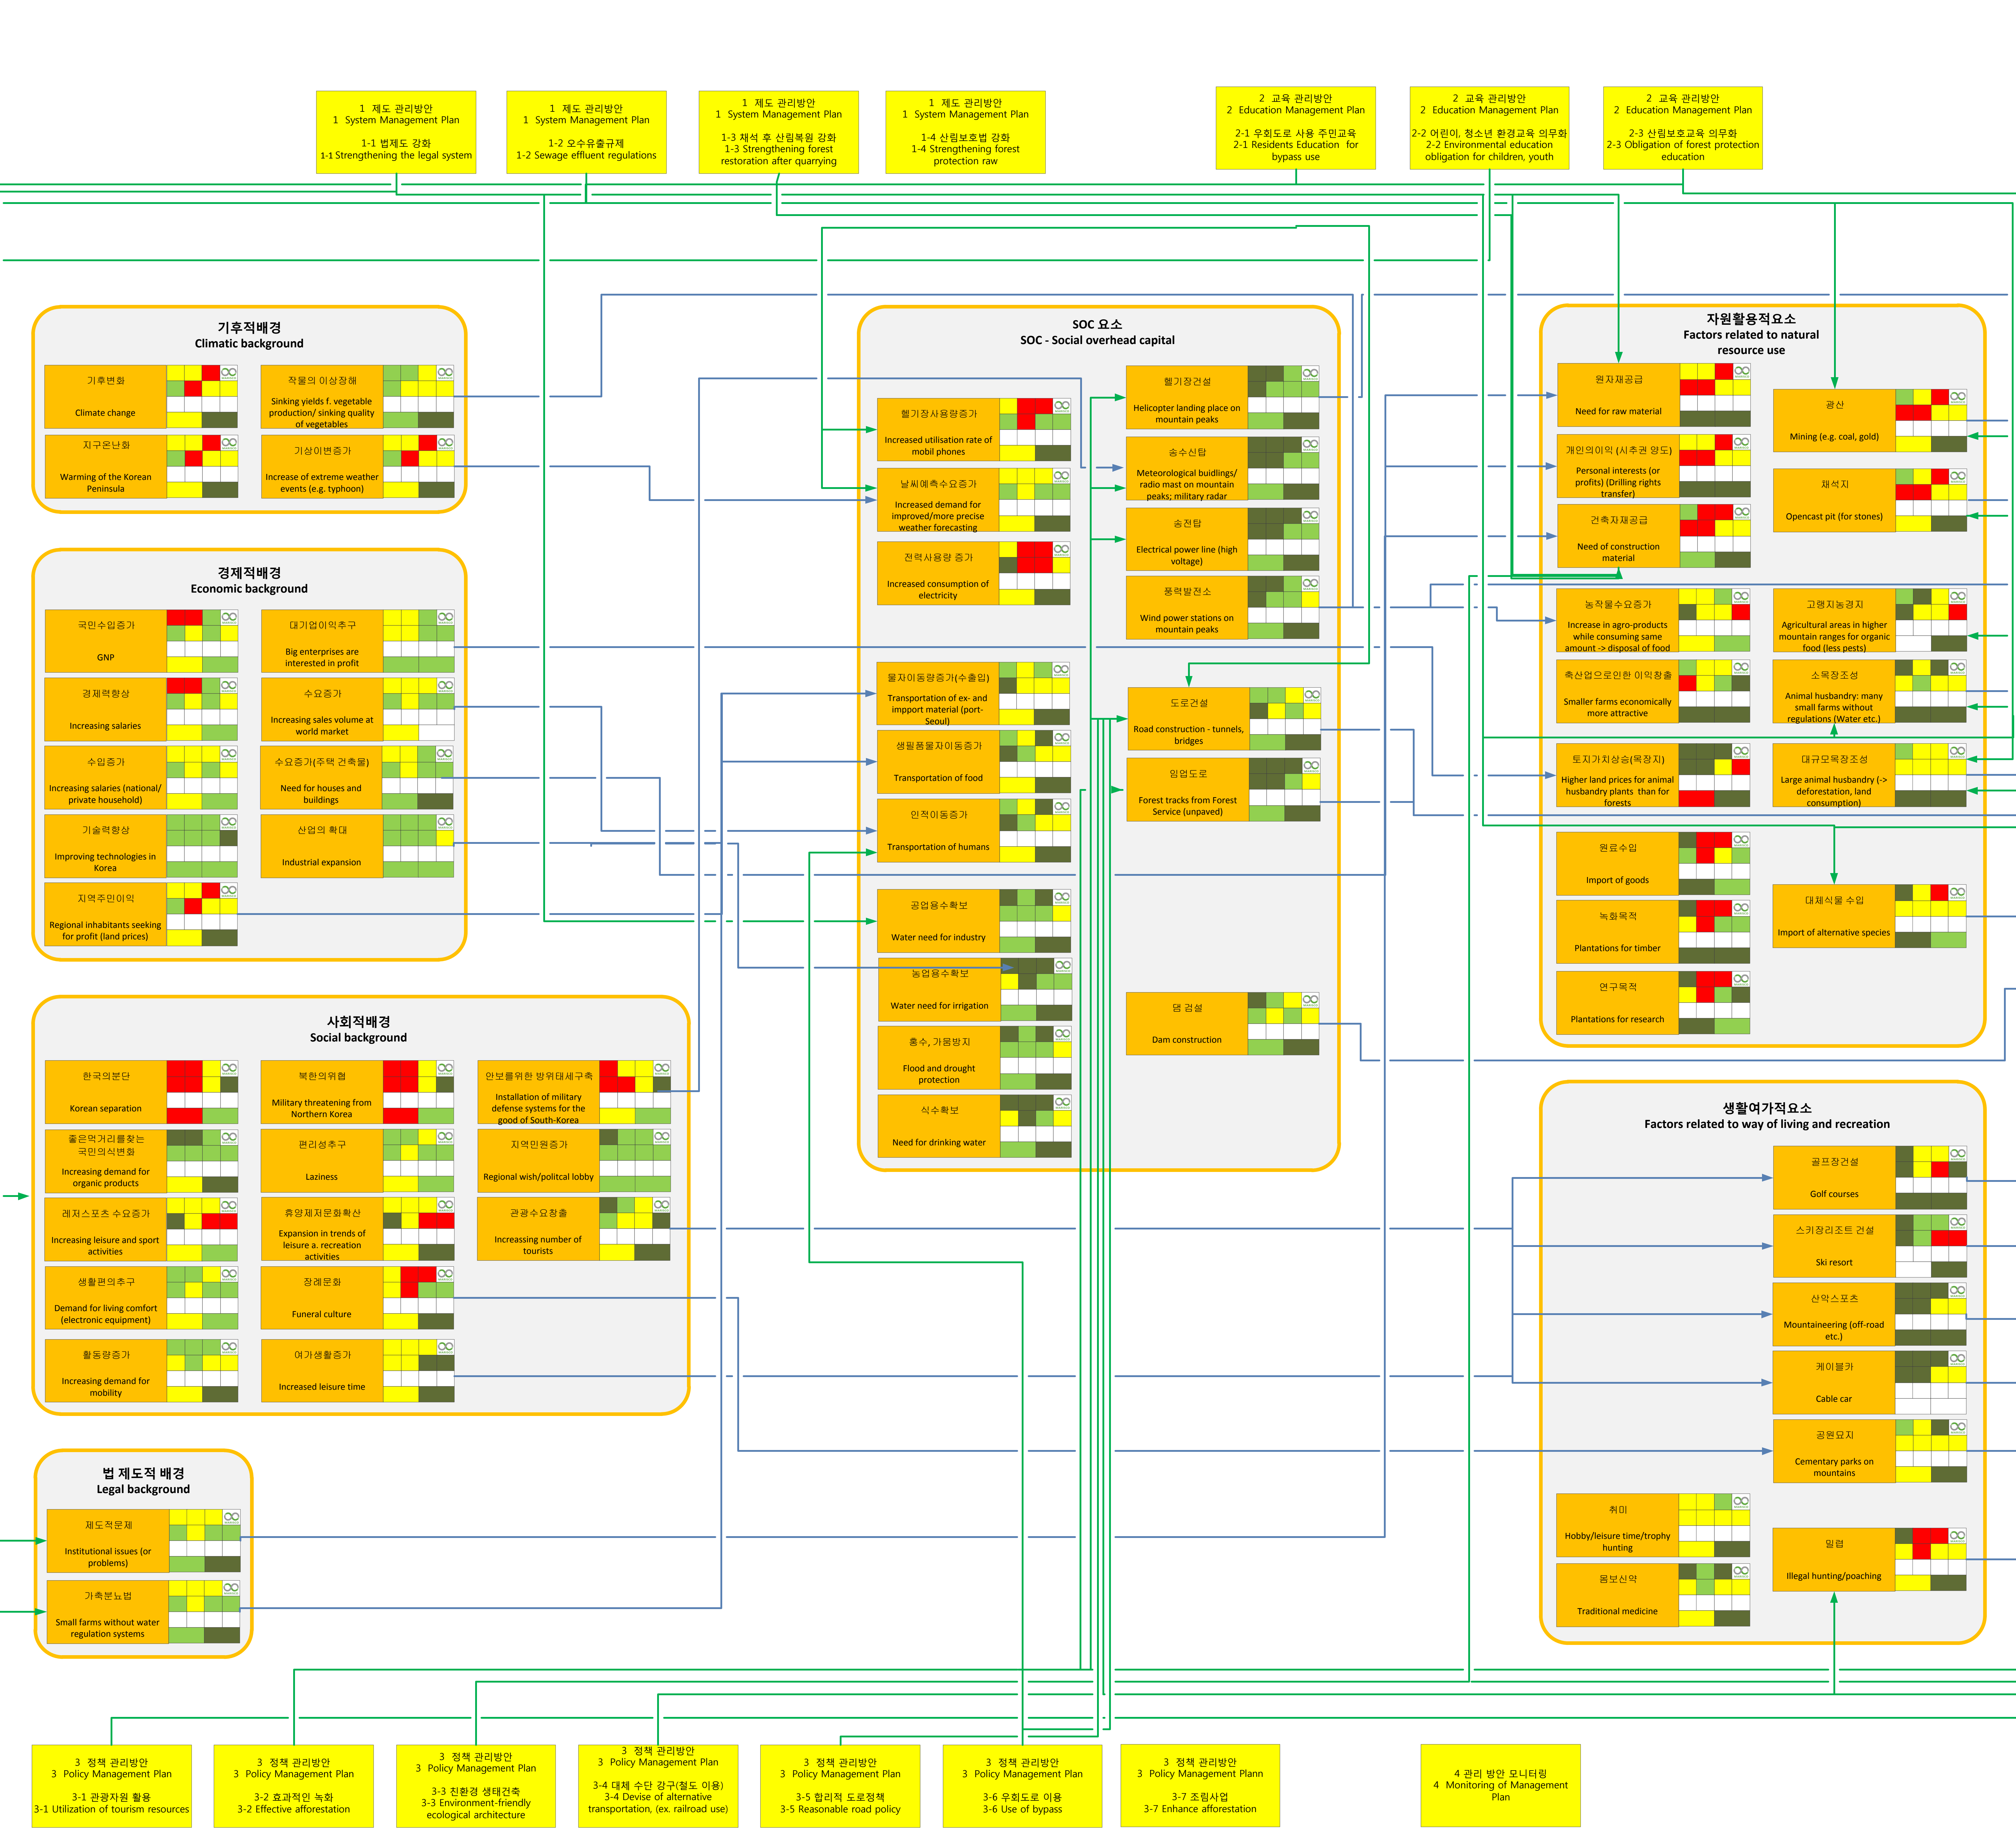 1 제도 관리방안
1 System Management Plan
1-1 법제도 강화
1-1 Strengthening the legal system
1 제도 관리방안
1 System Management Plan
1-2 오수유출규제
1-2 Sewage effluent regulations
1 제도 관리방안
1 System Management Plan
1-3 채석 후 산림복원 강화
1-3 Strengthening forest
restoration after quarrying
1 제도 관리방안
1 System Management Plan
1-4 산림보호법 강화
1-4 Strengthening forest
protection raw
2 교육 관리방안
2 Education Management Plan
2-1 우회도로 사용 주민교육
2-1 Residents Education for
bypass use
2 교육 관리방안
2 Education Management Plan
2-2 어린이, 청소년 환경교육 의무화
2-2 Environmental education
obligation for children, youth
2 교육 관리방안
2 Education Management Plan
2-3 산림보호교육 의무화
2-3 Obligation of forest protection
education
기후적배경
Climatic background
기후변화
Climate change
작물의 이상장해
Sinking yields f. vegetable
production/ sinking quality
of vegetables
지구온난화
Warming of the Korean
Peninsula
기상이변증가
Increase of extreme weather
events (e.g. typhoon)
경제적배경
Economic background
국민수입증가
GNP
대기업이익추구
Big enterprises are
interested in profit
경제력향상
Increasing salaries
수요증가
Increasing sales volume at
world market
수입증가
Increasing salaries (national/
private household)
수요증가(주택 건축물)
Need for houses and
buildings
기술력향상
Improving technologies in
Korea
산업의 확대
Industrial expansion
지역주민이익
Regional inhabitants seeking
for profit (land prices)
사회적배경
Social background
한국의분단
Korean separation
북한의위협
Military threatening from
Northern Korea
안보를위한 방위태세구축
Installation of military
defense systems for the
good of South-Korea
좋은먹거리를찾는
국민의식변화
Increasing demand for
organic products
편리성추구
Laziness
지역민원증가
Regional wish/politcal lobby
레저스포츠 수요증가
Increasing leisure and sport
activities
휴양제저문화확산
Expansion in trends of
leisure a. recreation
activities
관광수요창출
Increassing number of
tourists
생활편의추구
Demand for living comfort
(electronic equipment)
장례문화
Funeral culture
활동량증가
Increasing demand for
mobility
여가생활증가
Increased leisure time
법 제도적 배경
Legal background
제도적문제
Institutional issues (or
problems)
가축분뇨법
Small farms without water
regulation systems
SOC 요소
SOC - Social overhead capital
헬기장사용량증가
Increased utilisation rate of
mobil phones
날씨예측수요증가
Increased demand for
improved/more precise
weather forecasting
전력사용량 증가
Increased consumption of
electricity
헬기장건설
Helicopter landing place on
mountain peaks
송수신탑
Meteorological buidlings/
radio mast on mountain
peaks; military radar
송전탑
Electrical power line (high
voltage)
풍력발전소
Wind power stations on
mountain peaks
물자이동량증가(수출입)
Transportation of ex- and
impport material (port-
Seoul)
생필품물자이동증가
Transportation of food
인적이동증가
Transportation of humans
도로건설
Road construction - tunnels,
bridges
임업도로
Forest tracks from Forest
Service (unpaved)
공업용수확보
Water need for industry
농업용수확보
Water need for irrigation
홍수, 가뭄방지
Flood and drought
protection
식수확보
Need for drinking water
댐 검설
Dam construction
자원활용적요소
Factors related to natural
resource use
원자재공급
Need for raw material
개인의이익 (시추권 양도)
Personal interests (or
profits) (Drilling rights
transfer)
건축자재공급
Need of construction
material
광산
Mining (e.g. coal, gold)
채석지
Opencast pit (for stones)
농작물수요증가
Increase in agro-products
while consuming same
amount -> disposal of food
고랭지농경지
Agricultural areas in higher
mountain ranges for organic
food (less pests)
축산업으로인한 이익창출
Smaller farms economically
more attractive
소목장조성
Animal husbandry: many
small farms without
regulations (Water etc.)
토지가치상승(목장지)
Higher land prices for animal
husbandry plants than for
forests
대규모목장조성
Large animal husbandry (->
deforestation, land
consumption)
원료수입
Import of goods
녹화목적
Plantations for timber
연구목적
Plantations for research
대체식물 수입
Import of alternative species
생활여가적요소
Factors related to way of living and recreation
골프장건설
Golf courses
스키장리조트 건설
Ski resort
산악스포츠
Mountaineering (off-road
etc.)
케이블카
Cable car
공원묘지
Cementary parks on
mountains
취미
Hobby/leisure time/trophy
hunting
몸보신약
Traditional medicine
밀렵
Illegal hunting/poaching
3 정책 관리방안
3 Policy Management Plan
3-1 관광자원 활용
3-1 Utilization of tourism resources
3 정책 관리방안
3 Policy Management Plan
3-2 효과적인 녹화
3-2 Effective afforestation
3 정책 관리방안
3 Policy Management Plan
3-3 친환경 생태건축
3-3 Environment-friendly
ecological architecture
3 정책 관리방안
3 Policy Management Plan
3-4 대체 수단 강구(철도 이용)
3-4 Devise of alternative
transportation, (ex. railroad use)
3 정책 관리방안
3 Policy Management Plan
3-5 합리적 도로정책
3-5 Reasonable road policy
3 정책 관리방안
3 Policy Management Plan
3-6 우회도로 이용
3-6 Use of bypass
3 정책 관리방안
3 Policy Management Plann
3-7 조림사업
3-7 Enhance afforestation
4 관리 방안 모니터링
4 Monitoring of Management
Plan